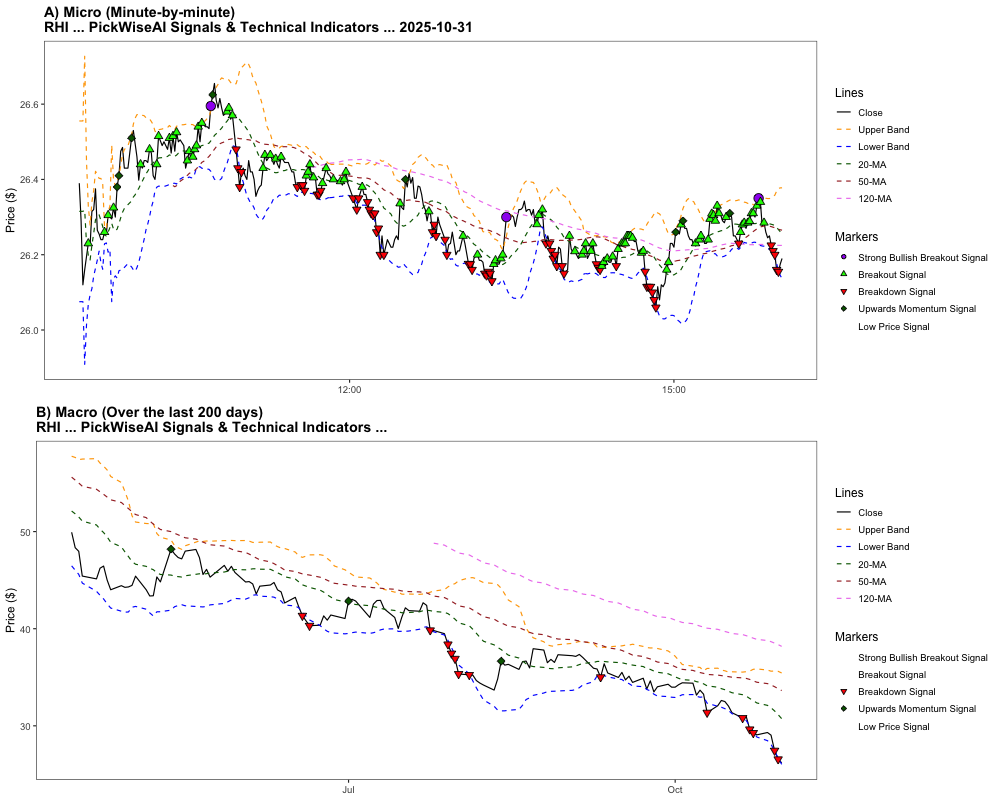 A) Micro (Minute-by-minute)
RHI ... PickWiseAI Signals & Technical Indicators ... 2025-10-31
Price ($)
26.6
26.4
26.2
26.0
12:00
15:00
Lines
Close
Upper Band
Lower Band
20-MA
50-MA
120-MA
Markers
Strong Bullish Breakout Signal
Breakout Signal
Breakdown Signal
Upwards Momentum Signal
Low Price Signal
B) Macro (Over the last 200 days)
RHI ... PickWiseAI Signals & Technical Indicators ...
Price ($)
50
40
30
Jul
Oct
Lines
Close
Upper Band
Lower Band
20-MA
50-MA
120-MA
Markers
Strong Bullish Breakout Signal
Breakout Signal
Breakdown Signal
Upwards Momentum Signal
Low Price Signal